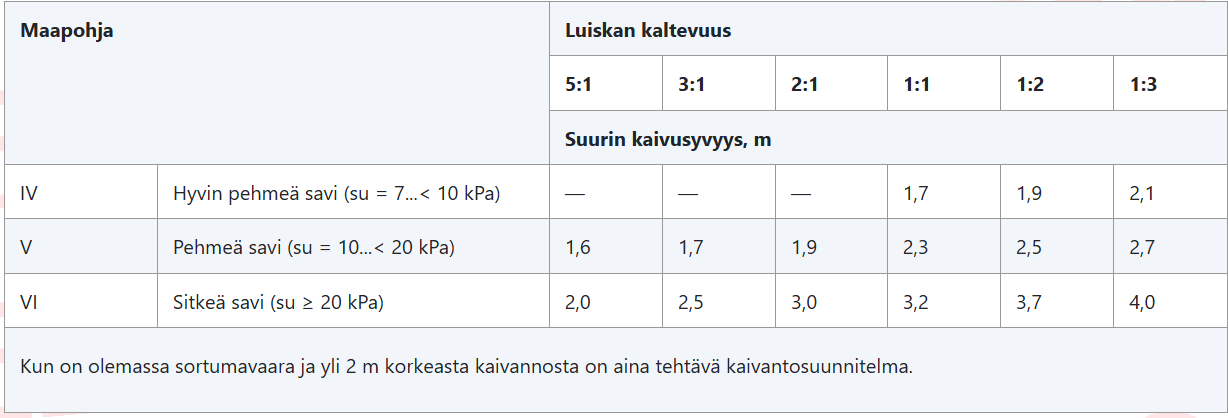 Maapohja Luiskan kaltevuus
5:1 3:1 2:1 1:1 1:2 1:3
Suurin kaivusyvyys, m
IV Hyvin pehmeä savi (su = 7...< 10 kPa) — — — 1,7 1,9 2,1
V Pehmeä savi (su = 10...< 20 kPa) 1,6 1,7 1,9 2,3 2,5 2,7
VI Sitkeä savi (su ≥ 20 kPa) 2,0 2,5 3,0 3,2 3,7 4,0
Kun on olemassa sortumavaara ja yli 2 m korkeasta kaivannosta on aina tehtävä kaivantosuunnitelma.